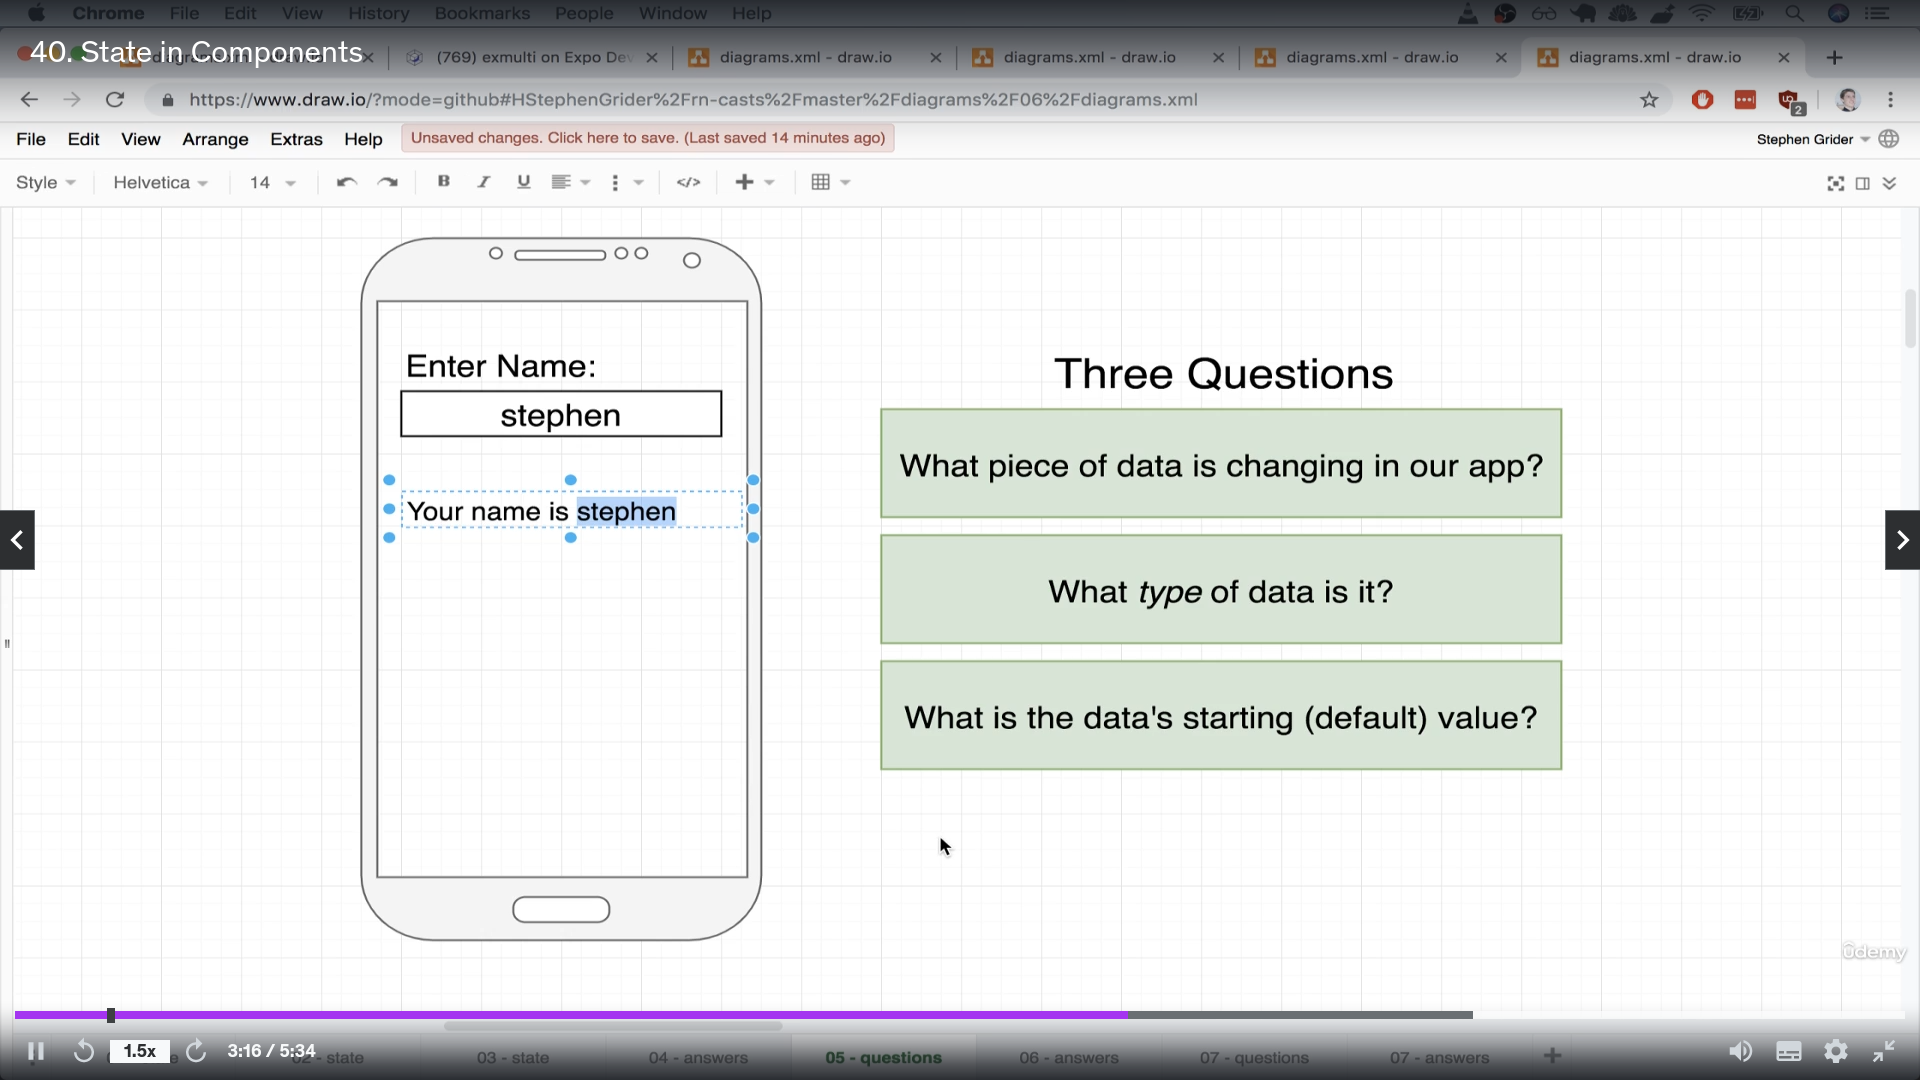 Chrome File Edit View History Bookmarks People Window Help
40. State in Components
(769) exmulti on Expo Dev
diagrams.xml - draw.io
diagrams.xml - draw.io
diagrams.xml - draw.io
diagrams.xml - draw.io
https://www.draw.io/?mode=github#HStephenGrider%2Frn-casts%2Fmaster%2Fdiagrams%2F06%2Fdiagrams.xml
2
File Edit View Arrange Extras Help
Unsaved changes. Click here to save. (Last saved 14 minutes ago)
Stephen Grider
Style Helvetica 14 B I U
Enter Name:
stephen
Your name is stephen
Three Questions
What piece of data is changing in our app?
What type of data is it?
What is the data's starting (default) value?
ûdemy
1.5x
3:16 / 5:34
02 - state
03 - state
04 - answers
05 - questions
06 - answers
07 - questions
07 - answers